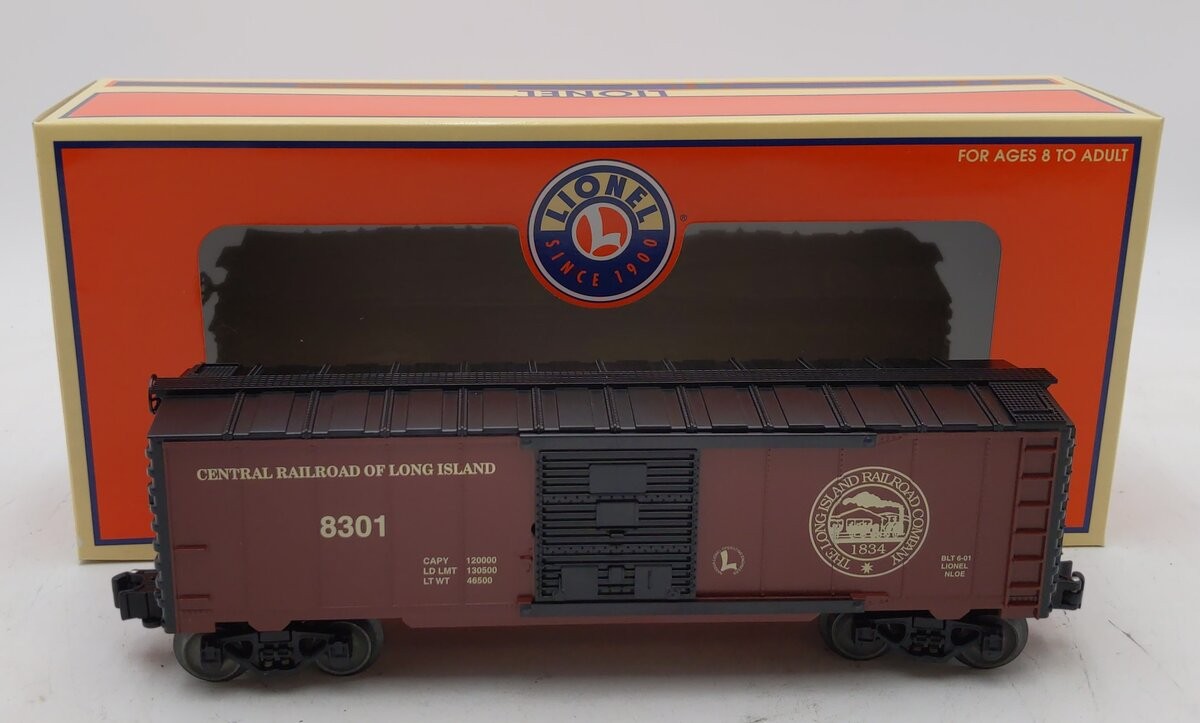 LIONEL
FOR AGES 8 TO ADULT
LIONEL
L
SINCE 1900
®
CENTRAL RAILROAD OF LONG ISLAND
8301
CAPY 120000
LD LMT 130500
LT WT 46500
L
THE LONG ISLAND RAILROAD COMPANY
1834
BLT 6-01
LIONEL
NLOE